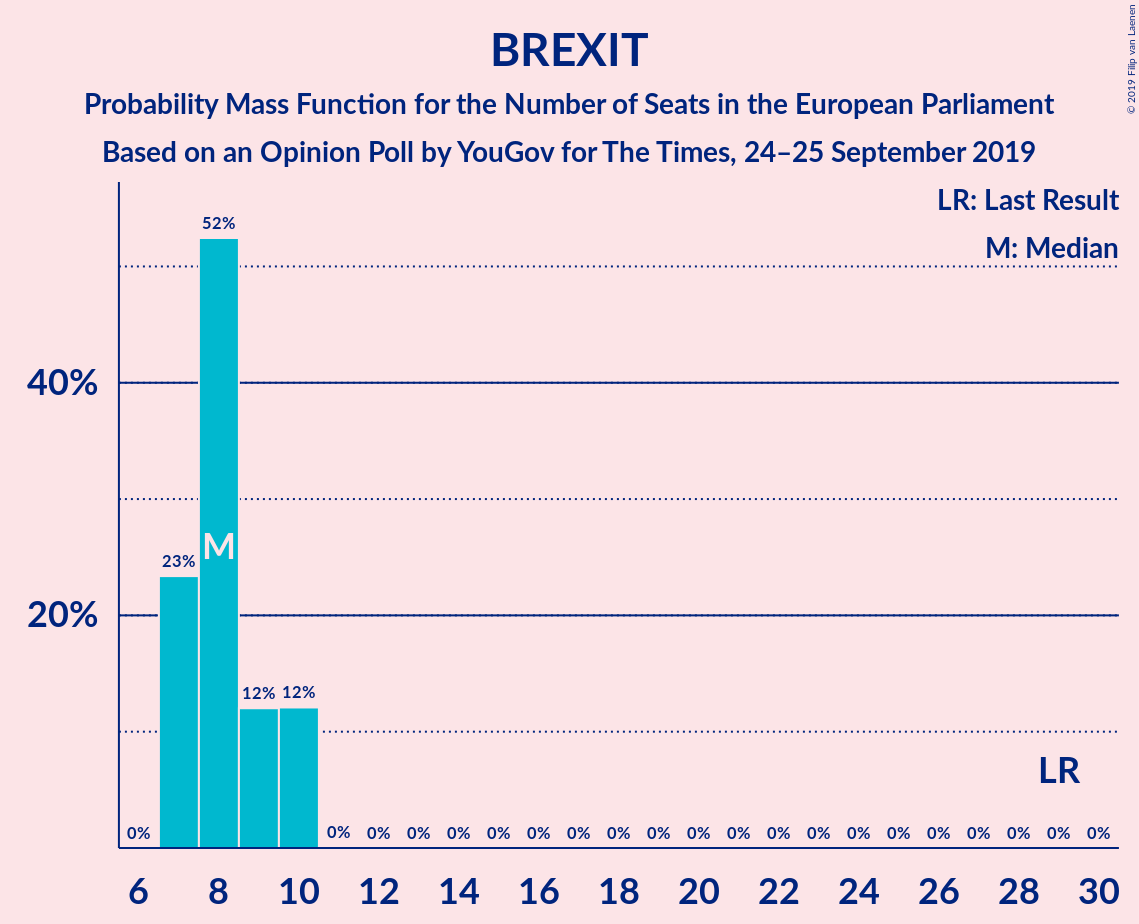 BREXIT
Probability Mass Function for the Number of Seats in the European Parliament
Based on an Opinion Poll by YouGov for The Times, 24–25 September 2019
© 2019 Filip van Laenen
LR: Last Result
M: Median
52%
40%
M
23%
20%
12% 12%
LR
0% 0% 0% 0% 0% 0% 0% 0% 0% 0% 0% 0% 0% 0% 0% 0% 0% 0% 0% 0% 0%
6 8 10 12 14 16 18 20 22 24 26 28 30